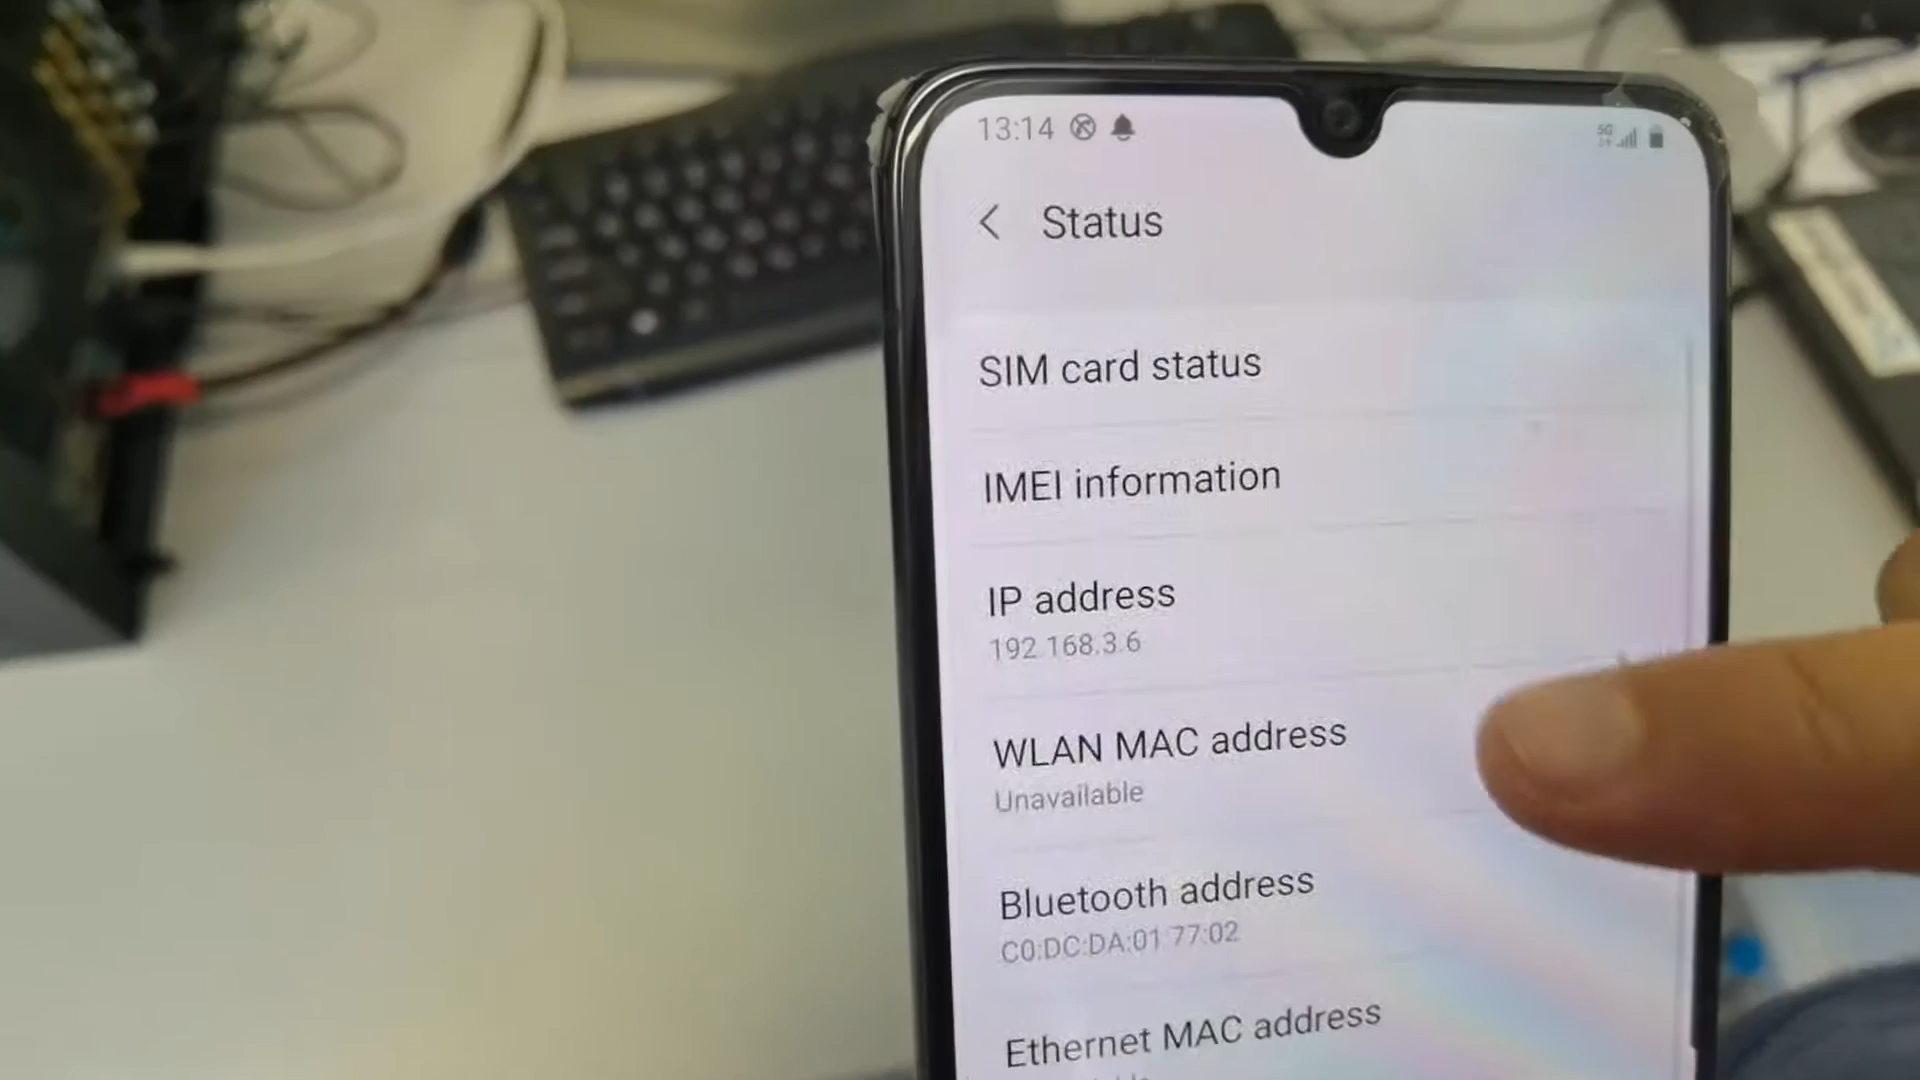 13:14
5G
Status
SIM card status
IMEI information
IP address
192.168.3.6
WLAN MAC address
Unavailable
Bluetooth address
C0:DC:DA:01:77:02
Ethernet MAC address